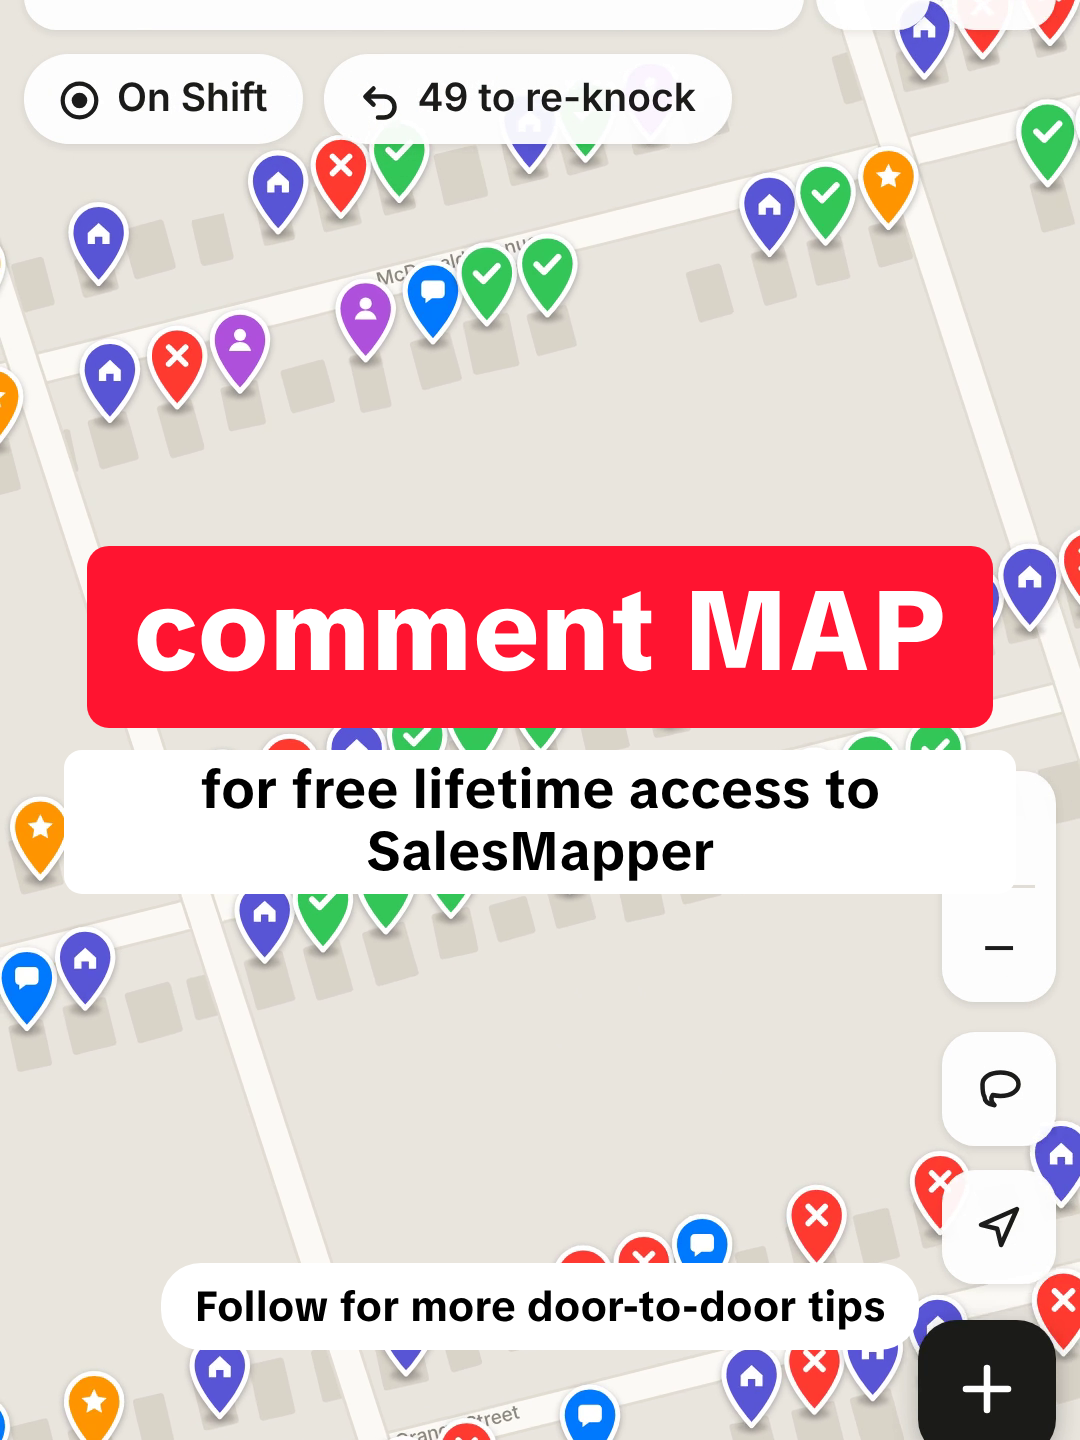 On Shift
49 to re-knock
comment MAP
for free lifetime access to
SalesMapper
Follow for more door-to-door tips
Street